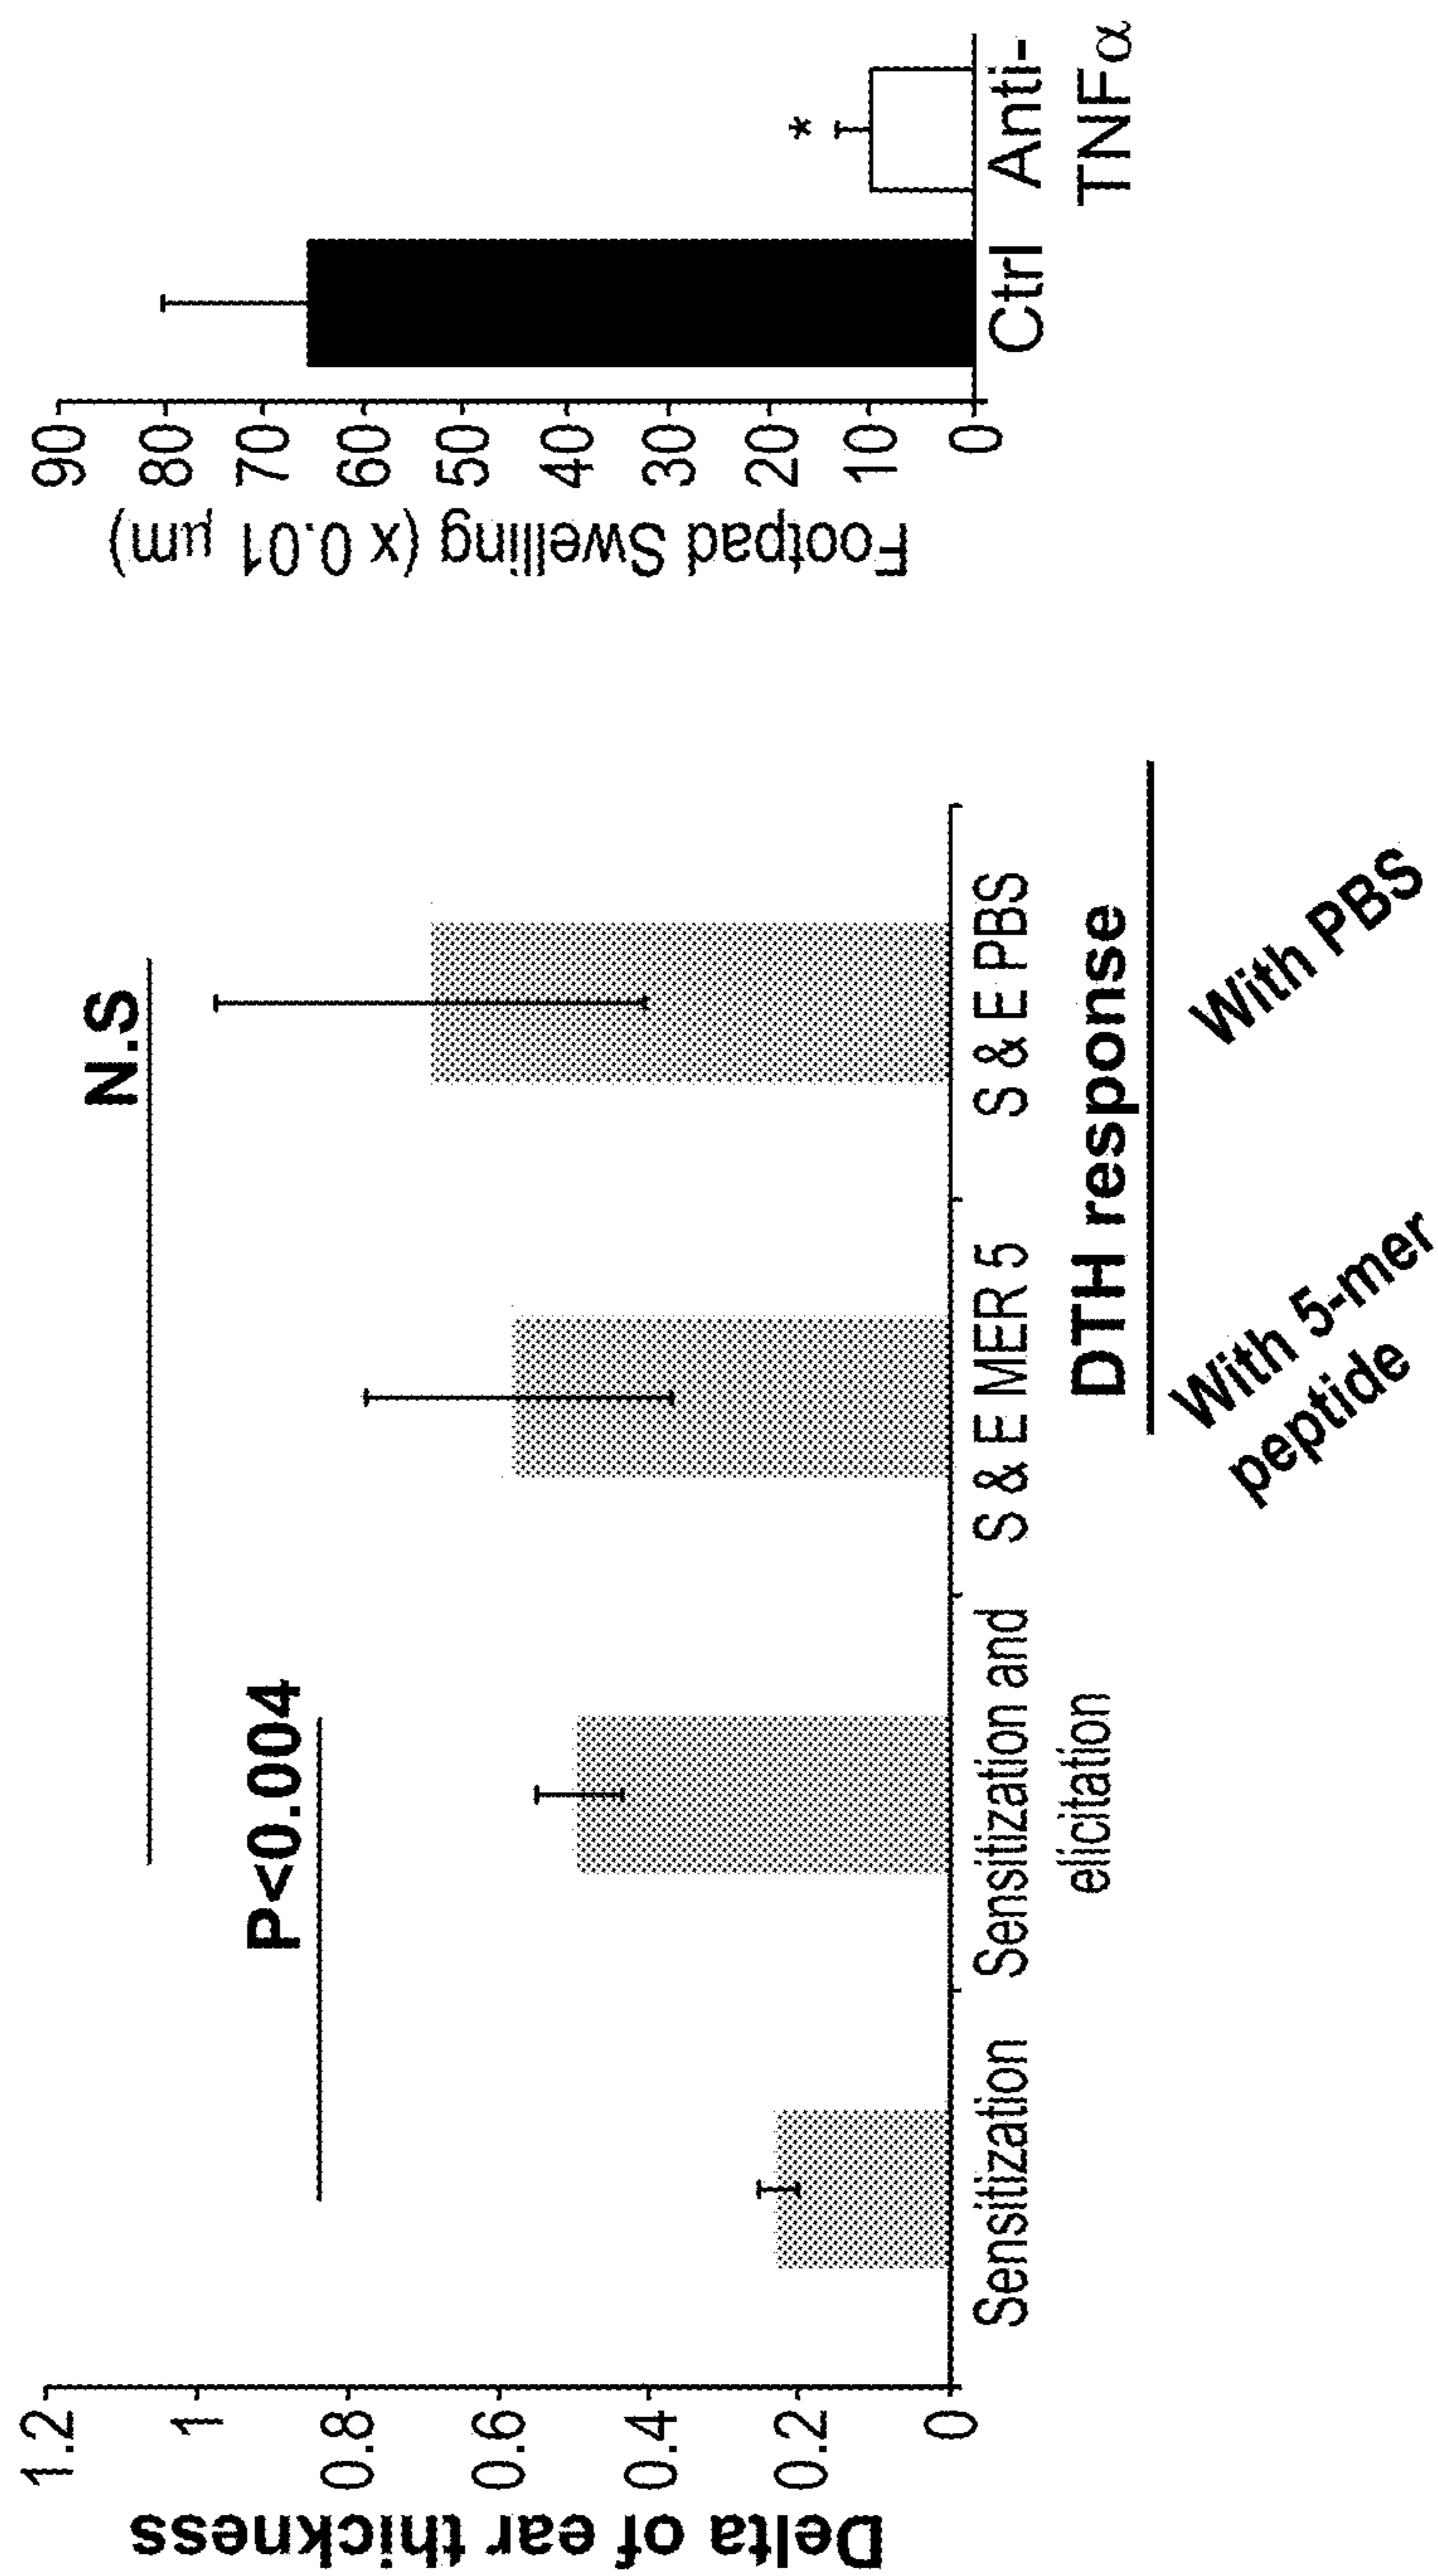 Delta of ear thickness
1.2
1
0.8
0.6
0.4
0.2
0
P<0.004
N.S
Sensitization
Sensitization and
elicitation
S & E MER 5
S & E PBS
DTH response
With 5-mer
peptide
With PBS
Footpad Swelling (x 0.01 μm)
90
80
70
60
50
40
30
20
10
0
*
Ctrl
Anti-
TNFα